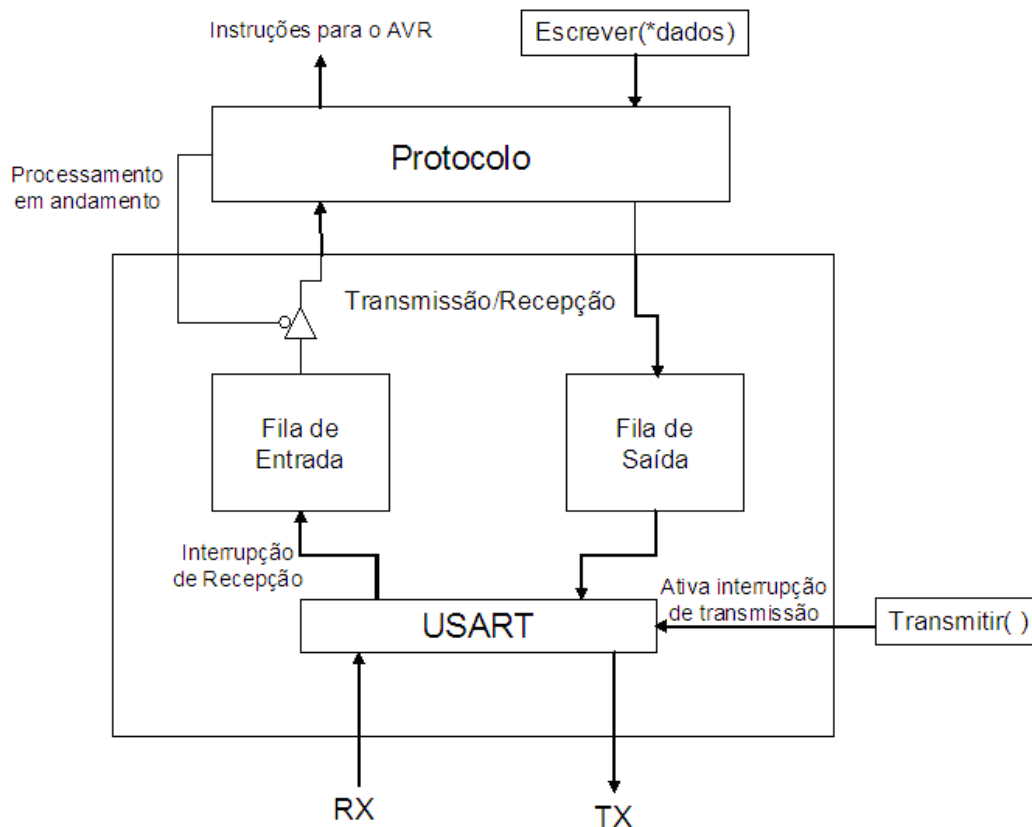 Instruções para o AVR
Escrever(*dados)
Protocolo
Processamento
em andamento
Transmissão/Recepção
Fila de
Entrada
Fila de
Saída
Interrupção
de Recepção
Ativa interrupção
de transmissão
USART
Transmitir( )
RX
TX